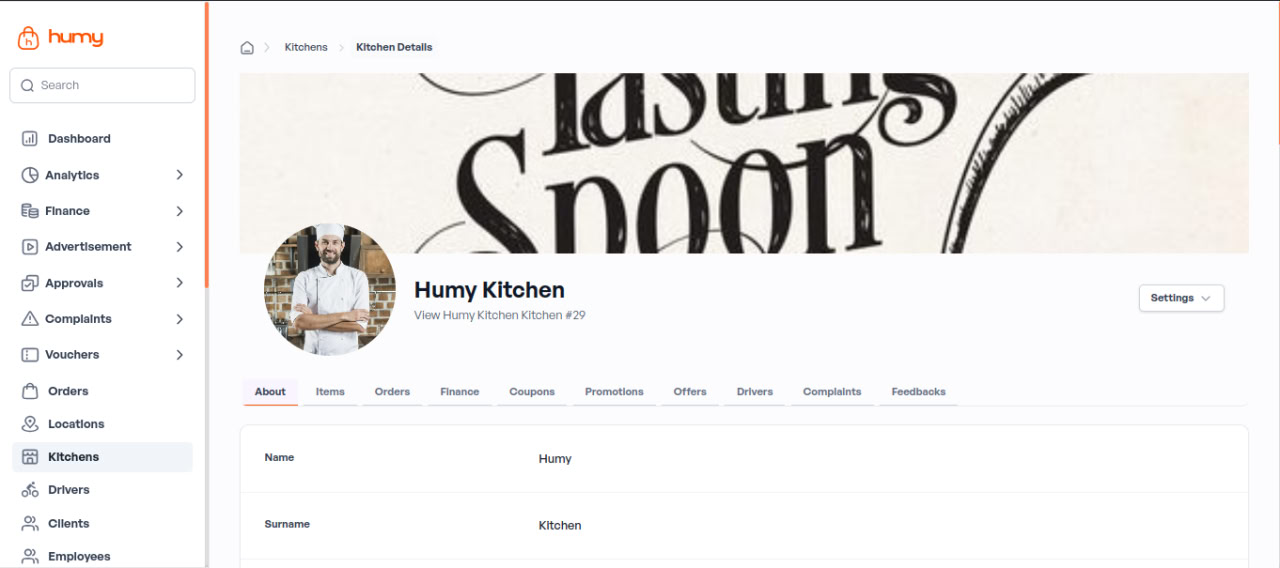 humy
Search
Dashboard
Analytics
Finance
Advertisement
Approvals
Complaints
Vouchers
Orders
Locations
Kitchens
Drivers
Clients
Employees
Kitchens
Kitchen Details
Tasting
Spoon
Humy Kitchen
View Humy Kitchen Kitchen #29
Settings
About Items Orders Finance Coupons Promotions Offers Drivers Complaints Feedbacks
Name Humy
Surname Kitchen